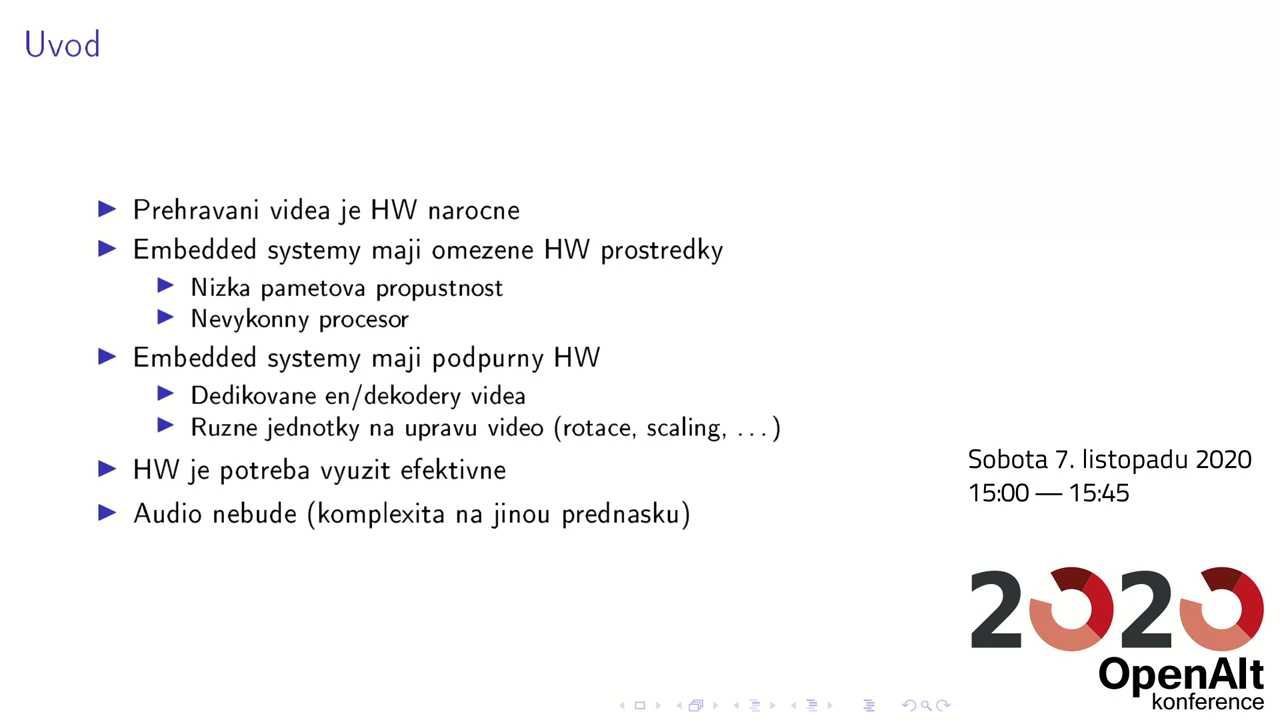 Uvod
Prehravani videa je HW narocne
Embedded systemy maji omezene HW prostredky
Nizka pametova propustnost
Nevykonny procesor
Embedded systemy maji podpurny HW
Dedikovane en/dekodery videa
Ruzne jednotky na upravu video (rotace, scaling, ...)
HW je potreba vyuzit efektivne
Audio nebude (komplexita na jinou prednasku)
Sobota 7. listopadu 2020
15:00 — 15:45
2020
OpenAlt
konference